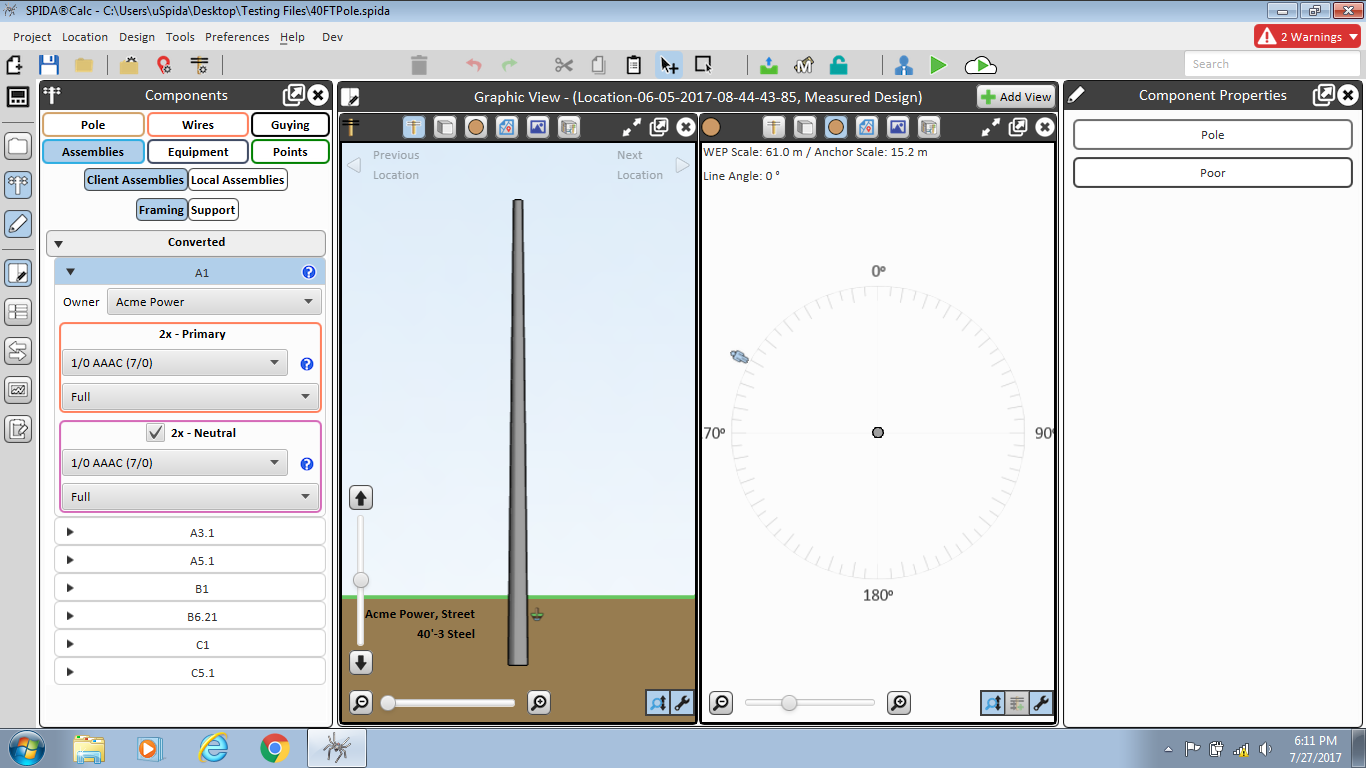 SPIDA®Calc - C:\Users\uSpida\Desktop\Testing Files\40FTPole.spida
Project Location Design Tools Preferences Help Dev
2 Warnings
Search
Components
Pole Wires Guying
Assemblies Equipment Points
Client Assemblies Local Assemblies
Framing Support
Converted
A1
Owner Acme Power
2x - Primary
1/0 AAAC (7/0)
Full
2x - Neutral
1/0 AAAC (7/0)
Full
A3.1
A5.1
B1
B6.21
C1
C5.1
Graphic View - (Location-06-05-2017-08-44-43-85, Measured Design)
Add View
Previous
Location
Next
Location
Acme Power, Street
40'-3 Steel
WEP Scale: 61.0 m / Anchor Scale: 15.2 m
Line Angle: 0 °
0º
70º
90º
180º
Component Properties
Pole
Poor
6:11 PM
7/27/2017